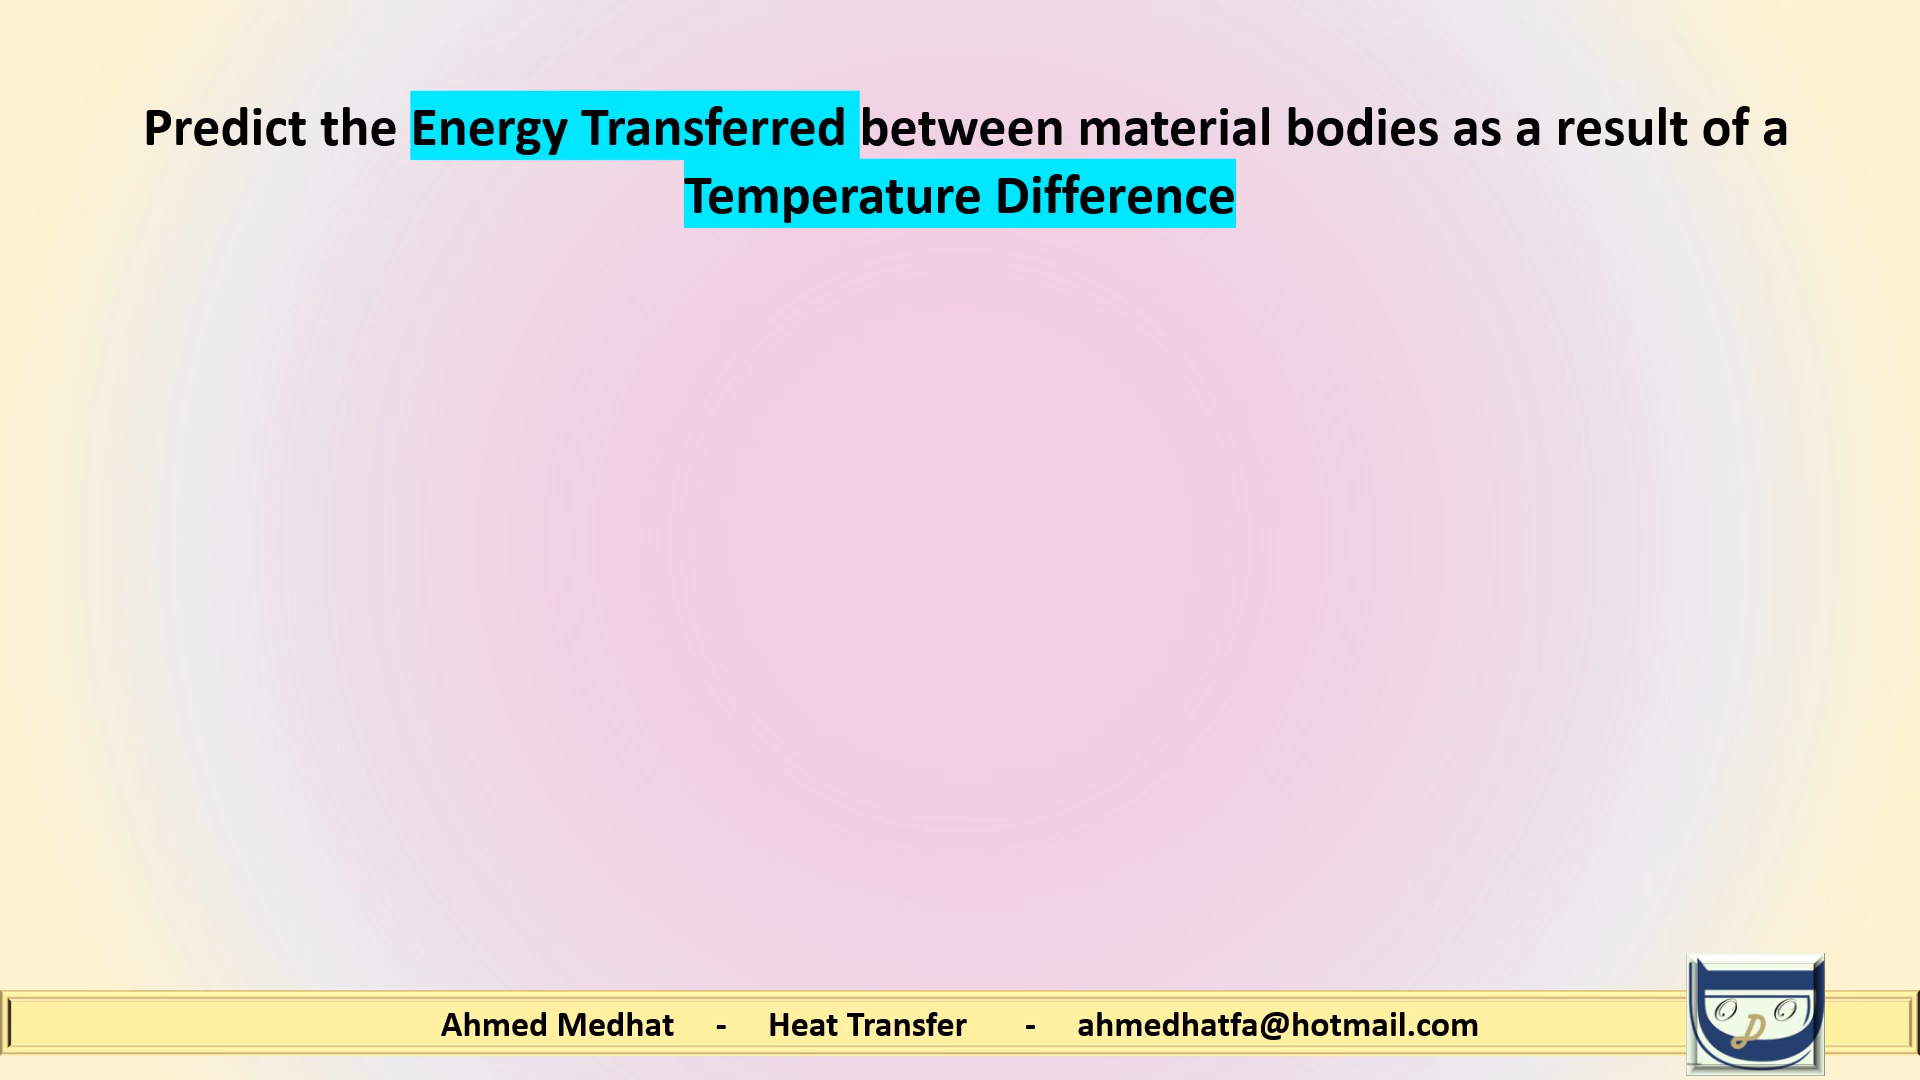 Predict the Energy Transferred between material bodies as a result of a
Temperature Difference
Ahmed Medhat - Heat Transfer - ahmedhatfa@hotmail.com
O O
D